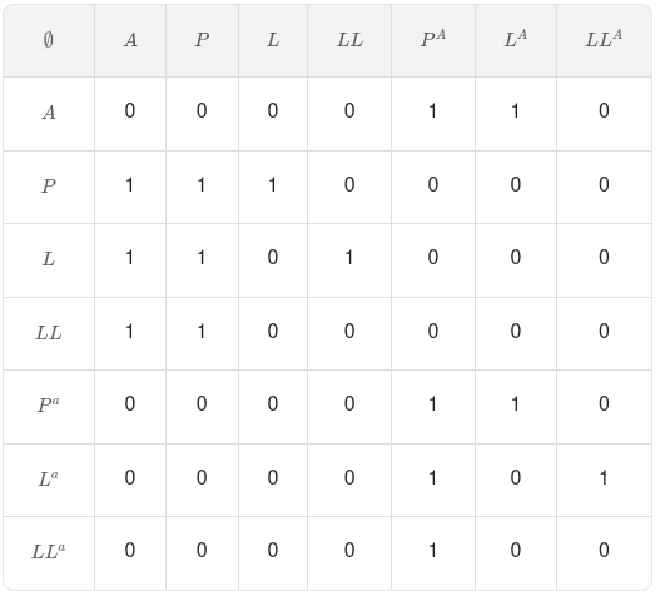 ∅ A P L LL P^A L^A LL^A
A 0 0 0 0 1 1 0
P 1 1 1 0 0 0 0
L 1 1 0 1 0 0 0
LL 1 1 0 0 0 0 0
P^a 0 0 0 0 1 1 0
L^a 0 0 0 0 1 0 1
LL^a 0 0 0 0 1 0 0